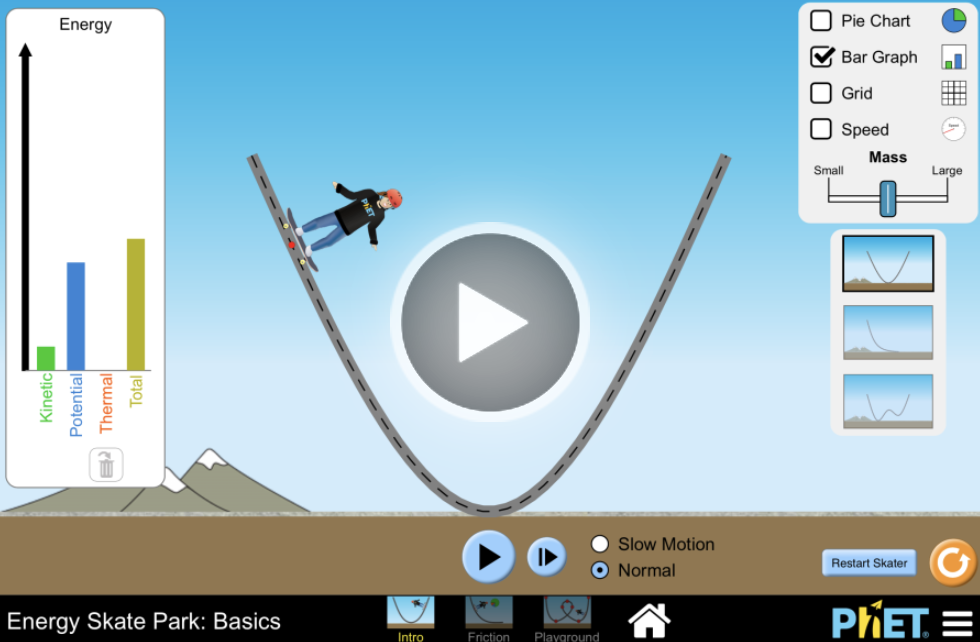 Energy
Kinetic
Potential
Thermal
Total
PhET
Pie Chart
Bar Graph
Grid
Speed
Mass
Small
Large
Slow Motion
Normal
Restart Skater
Energy Skate Park: Basics
Intro
Friction
Playground
PhET